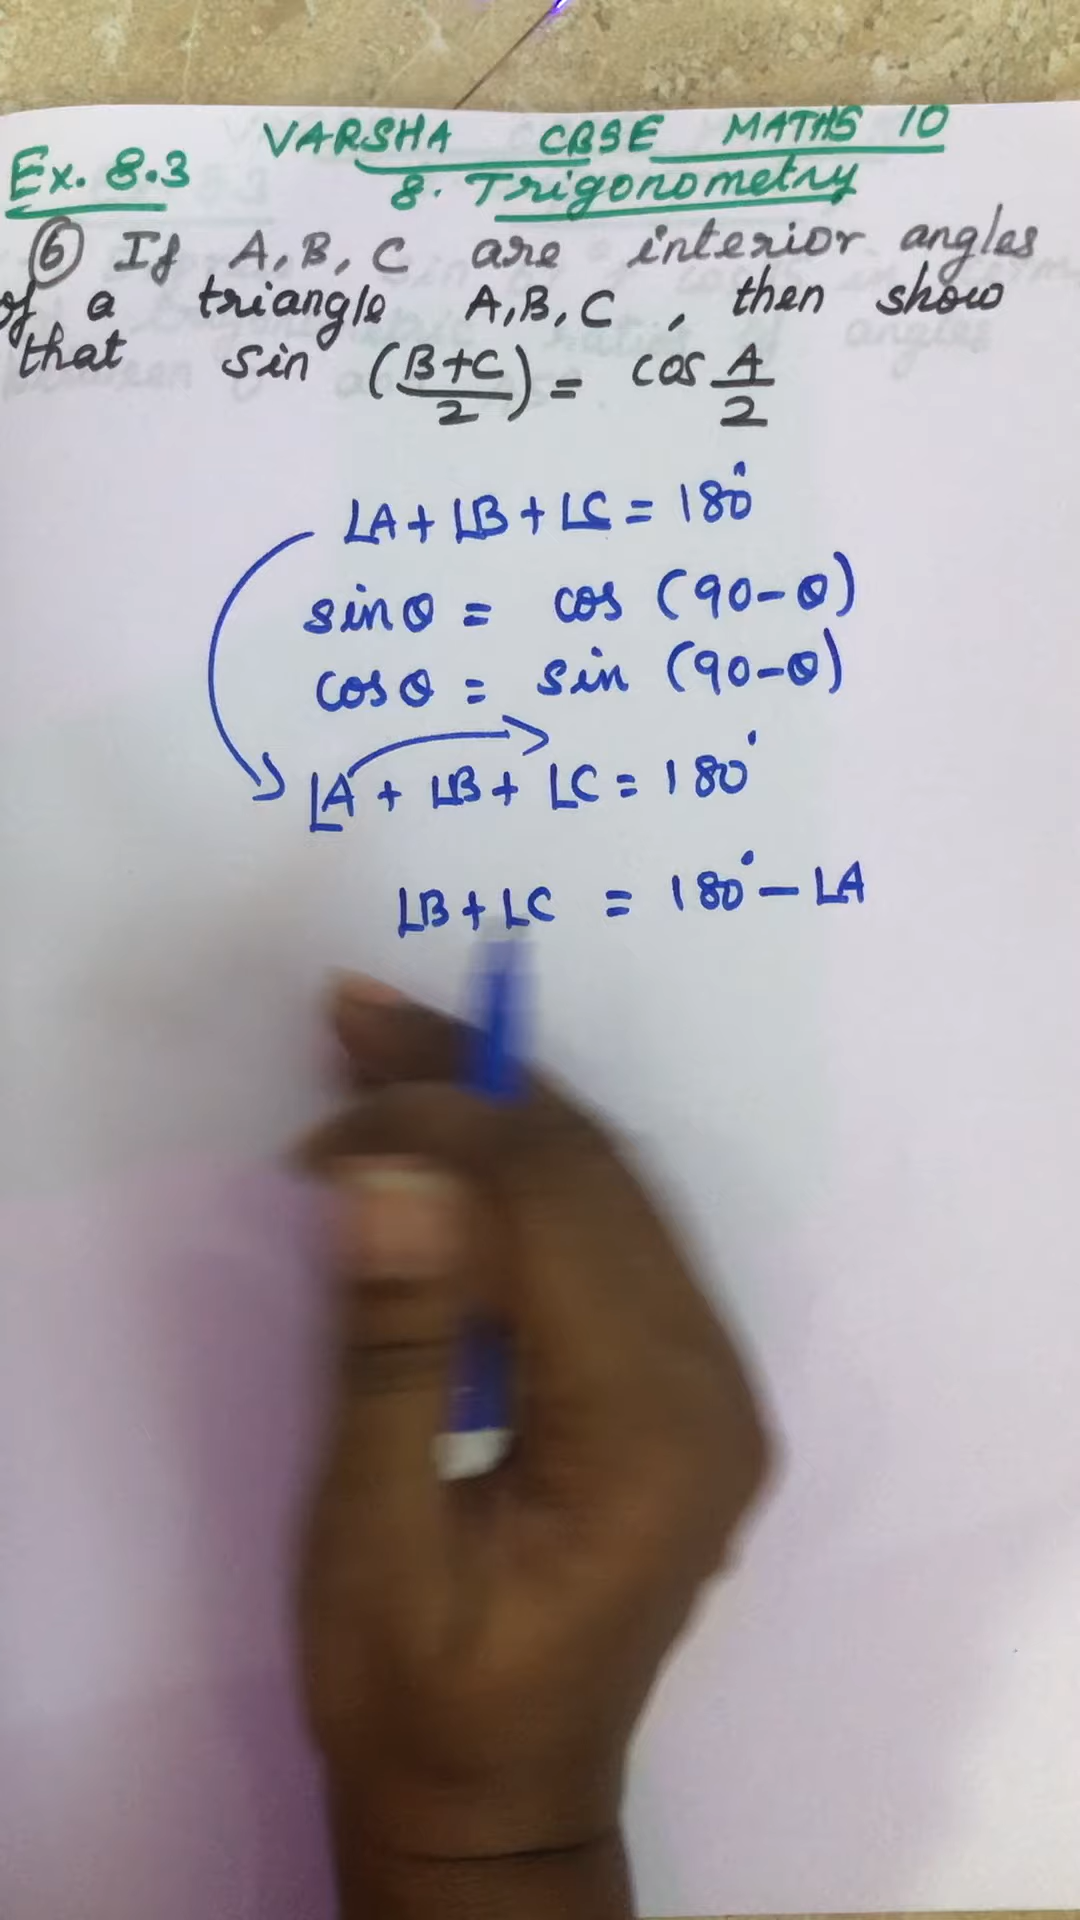 VARSHA CBSE MATHS 10
Ex. 8.3
8. Trigonometry
⑥ If A, B, C are interior angles
of a triangle A, B, C, then show
that sin (B+C/2) = cos A/2
∠A + ∠B + ∠C = 180°
sin θ = cos (90-θ)
cos θ = sin (90-θ)
∠A + ∠B + ∠C = 180°
∠B + ∠C = 180° - ∠A